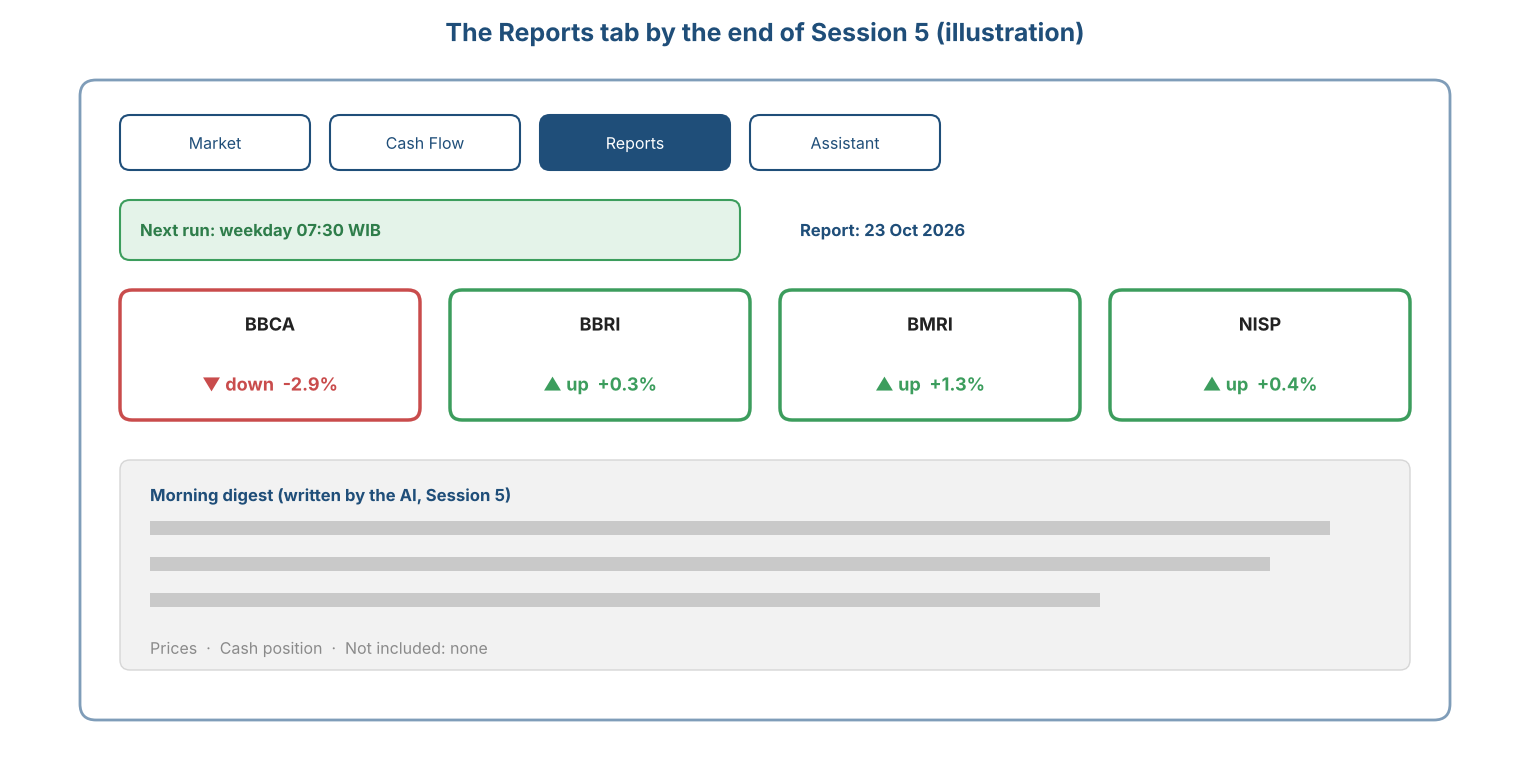 The Reports tab by the end of Session 5 (illustration)
Market
Cash Flow
Reports
Assistant
Next run: weekday 07:30 WIB
Report: 23 Oct 2026
BBCA
BBRI
BMRI
NISP
▼ down -2.9%
▲ up +0.3%
▲ up +1.3%
▲ up +0.4%
Morning digest (written by the AI, Session 5)
Prices · Cash position · Not included: none